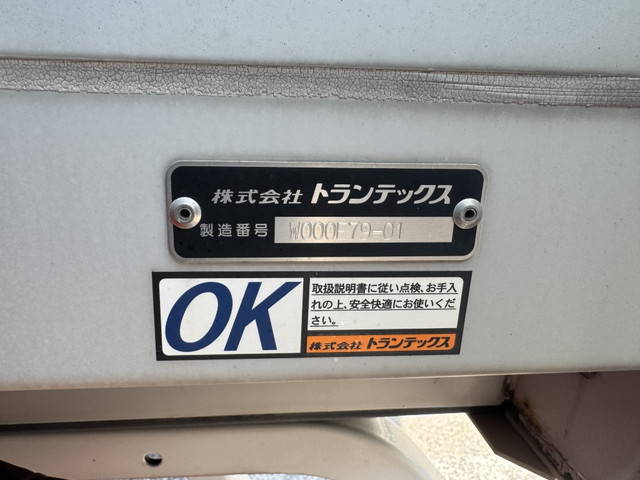 株式会社 トランテックス
製造番号 W000E79-01
OK
取扱説明書に従い点検、お手入
れの上、安全快適にお使いくだ
さい。
株式会社 トランテックス